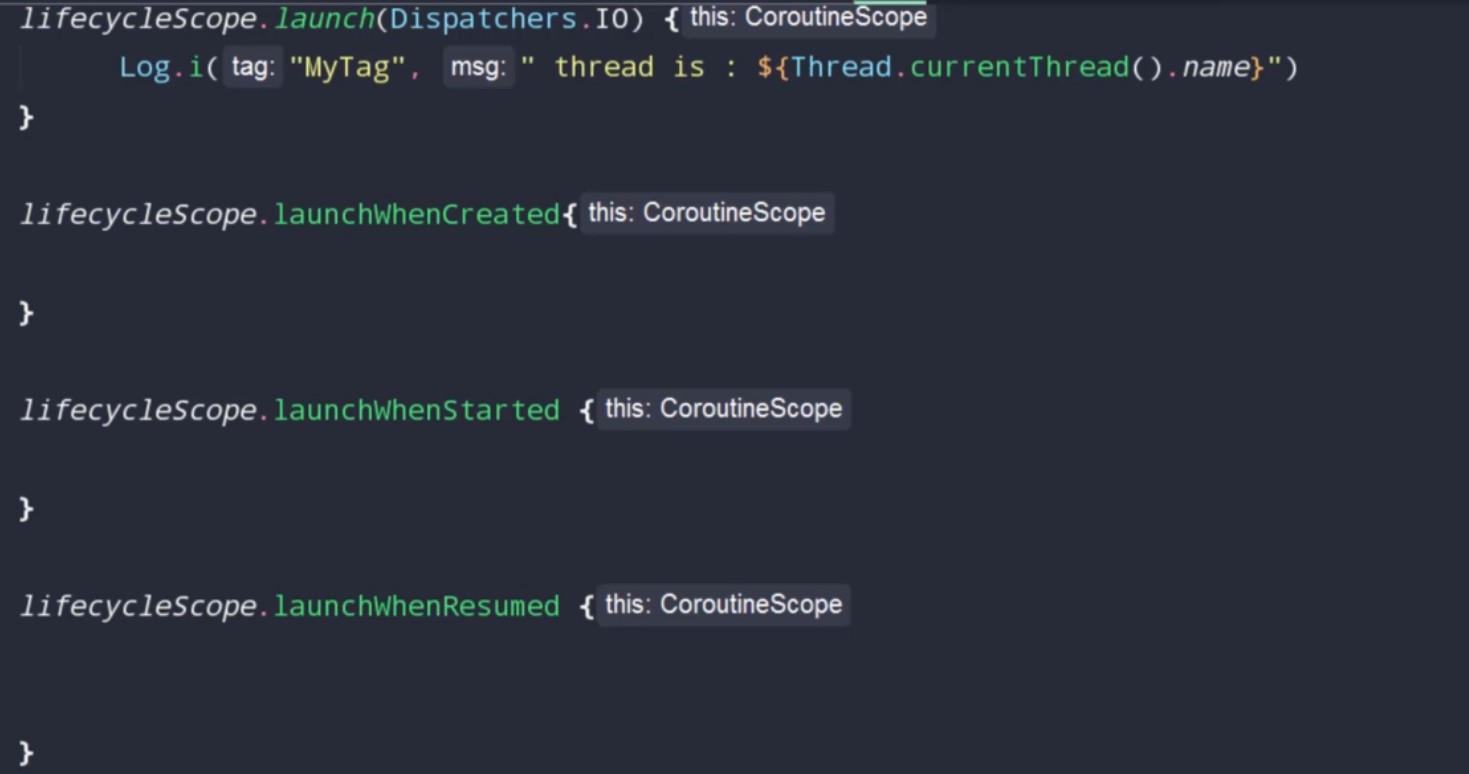 lifecycleScope.launch(Dispatchers.IO) { this: CoroutineScope
Log.i( tag: "MyTag", msg: " thread is : ${Thread.currentThread().name}")
}
lifecycleScope.launchWhenCreated{ this: CoroutineScope
}
lifecycleScope.launchWhenStarted { this: CoroutineScope
}
lifecycleScope.launchWhenResumed { this: CoroutineScope
}